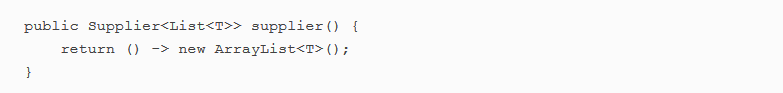 public Supplier<List<T>> supplier() {
    return () -> new ArrayList<T>();
}